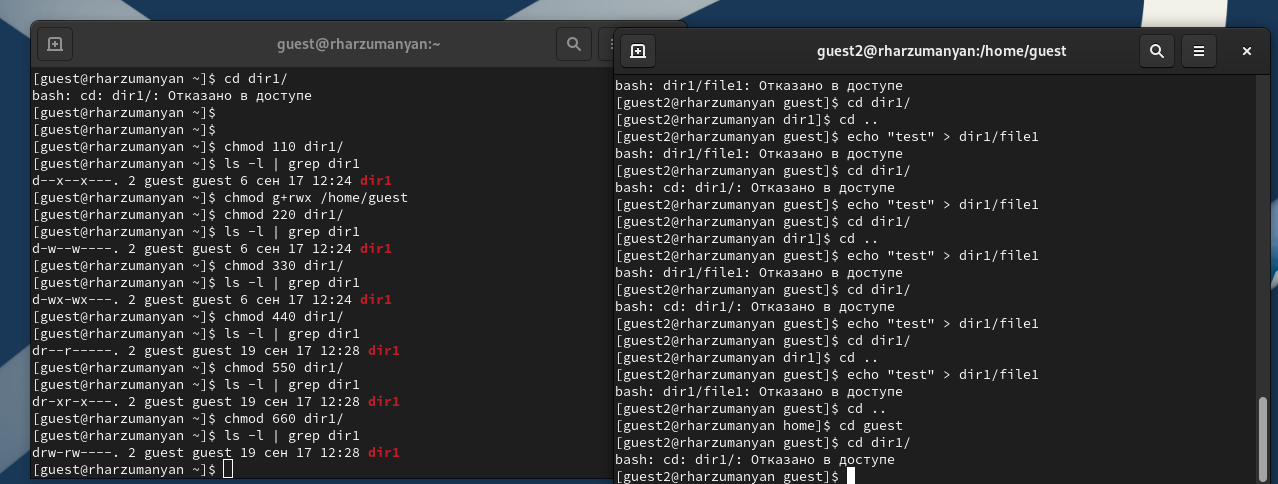 guest@rharzumanyan:~
[guest@rharzumanyan ~]$ cd dir1/
bash: cd: dir1/: Отказано в доступе
[guest@rharzumanyan ~]$
[guest@rharzumanyan ~]$
[guest@rharzumanyan ~]$ chmod 110 dir1/
[guest@rharzumanyan ~]$ ls -l | grep dir1
d--x--x---. 2 guest guest 6 сен 17 12:24 dir1
[guest@rharzumanyan ~]$ chmod g+rwx /home/guest
[guest@rharzumanyan ~]$ chmod 220 dir1/
[guest@rharzumanyan ~]$ ls -l | grep dir1
d-w--w----. 2 guest guest 6 сен 17 12:24 dir1
[guest@rharzumanyan ~]$ chmod 330 dir1/
[guest@rharzumanyan ~]$ ls -l | grep dir1
d-wx-wx---. 2 guest guest 6 сен 17 12:24 dir1
[guest@rharzumanyan ~]$ chmod 440 dir1/
[guest@rharzumanyan ~]$ ls -l | grep dir1
dr--r-----. 2 guest guest 19 сен 17 12:28 dir1
[guest@rharzumanyan ~]$ chmod 550 dir1/
[guest@rharzumanyan ~]$ ls -l | grep dir1
dr-xr-x---. 2 guest guest 19 сен 17 12:28 dir1
[guest@rharzumanyan ~]$ chmod 660 dir1/
[guest@rharzumanyan ~]$ ls -l | grep dir1
drw-rw----. 2 guest guest 19 сен 17 12:28 dir1
[guest@rharzumanyan ~]$
guest2@rharzumanyan:/home/guest
bash: dir1/file1: Отказано в доступе
[guest2@rharzumanyan guest]$ cd dir1/
[guest2@rharzumanyan dir1]$ cd ..
[guest2@rharzumanyan guest]$ echo "test" > dir1/file1
bash: dir1/file1: Отказано в доступе
[guest2@rharzumanyan guest]$ cd dir1/
bash: cd: dir1/: Отказано в доступе
[guest2@rharzumanyan guest]$ echo "test" > dir1/file1
[guest2@rharzumanyan guest]$ cd dir1/
[guest2@rharzumanyan dir1]$ cd ..
[guest2@rharzumanyan guest]$ echo "test" > dir1/file1
bash: dir1/file1: Отказано в доступе
[guest2@rharzumanyan guest]$ cd dir1/
bash: cd: dir1/: Отказано в доступе
[guest2@rharzumanyan guest]$ echo "test" > dir1/file1
[guest2@rharzumanyan guest]$ cd dir1/
[guest2@rharzumanyan dir1]$ cd ..
[guest2@rharzumanyan guest]$ echo "test" > dir1/file1
bash: dir1/file1: Отказано в доступе
[guest2@rharzumanyan guest]$ cd ..
[guest2@rharzumanyan home]$ cd guest
[guest2@rharzumanyan guest]$ cd dir1/
bash: cd: dir1/: Отказано в доступе
[guest2@rharzumanyan guest]$